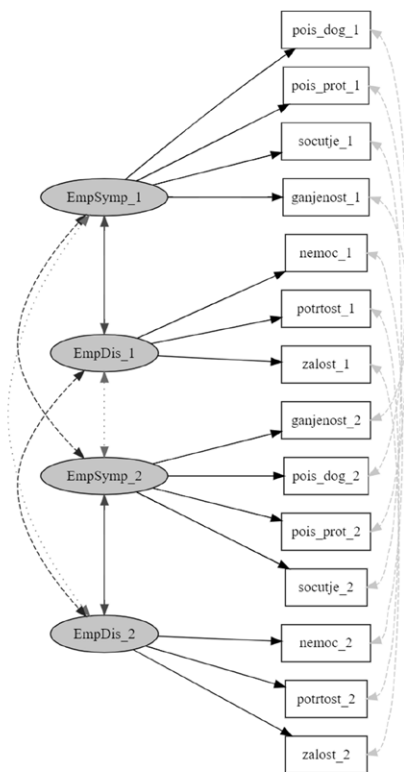 pois_dog_1
pois_prot_1
socutje_1
EmpSymp_1
ganjenost_1
nemoc_1
potrtost_1
EmpDis_1
zalost_1
ganjenost_2
EmpSymp_2
pois_dog_2
pois_prot_2
socutje_2
EmpDis_2
nemoc_2
potrtost_2
zalost_2